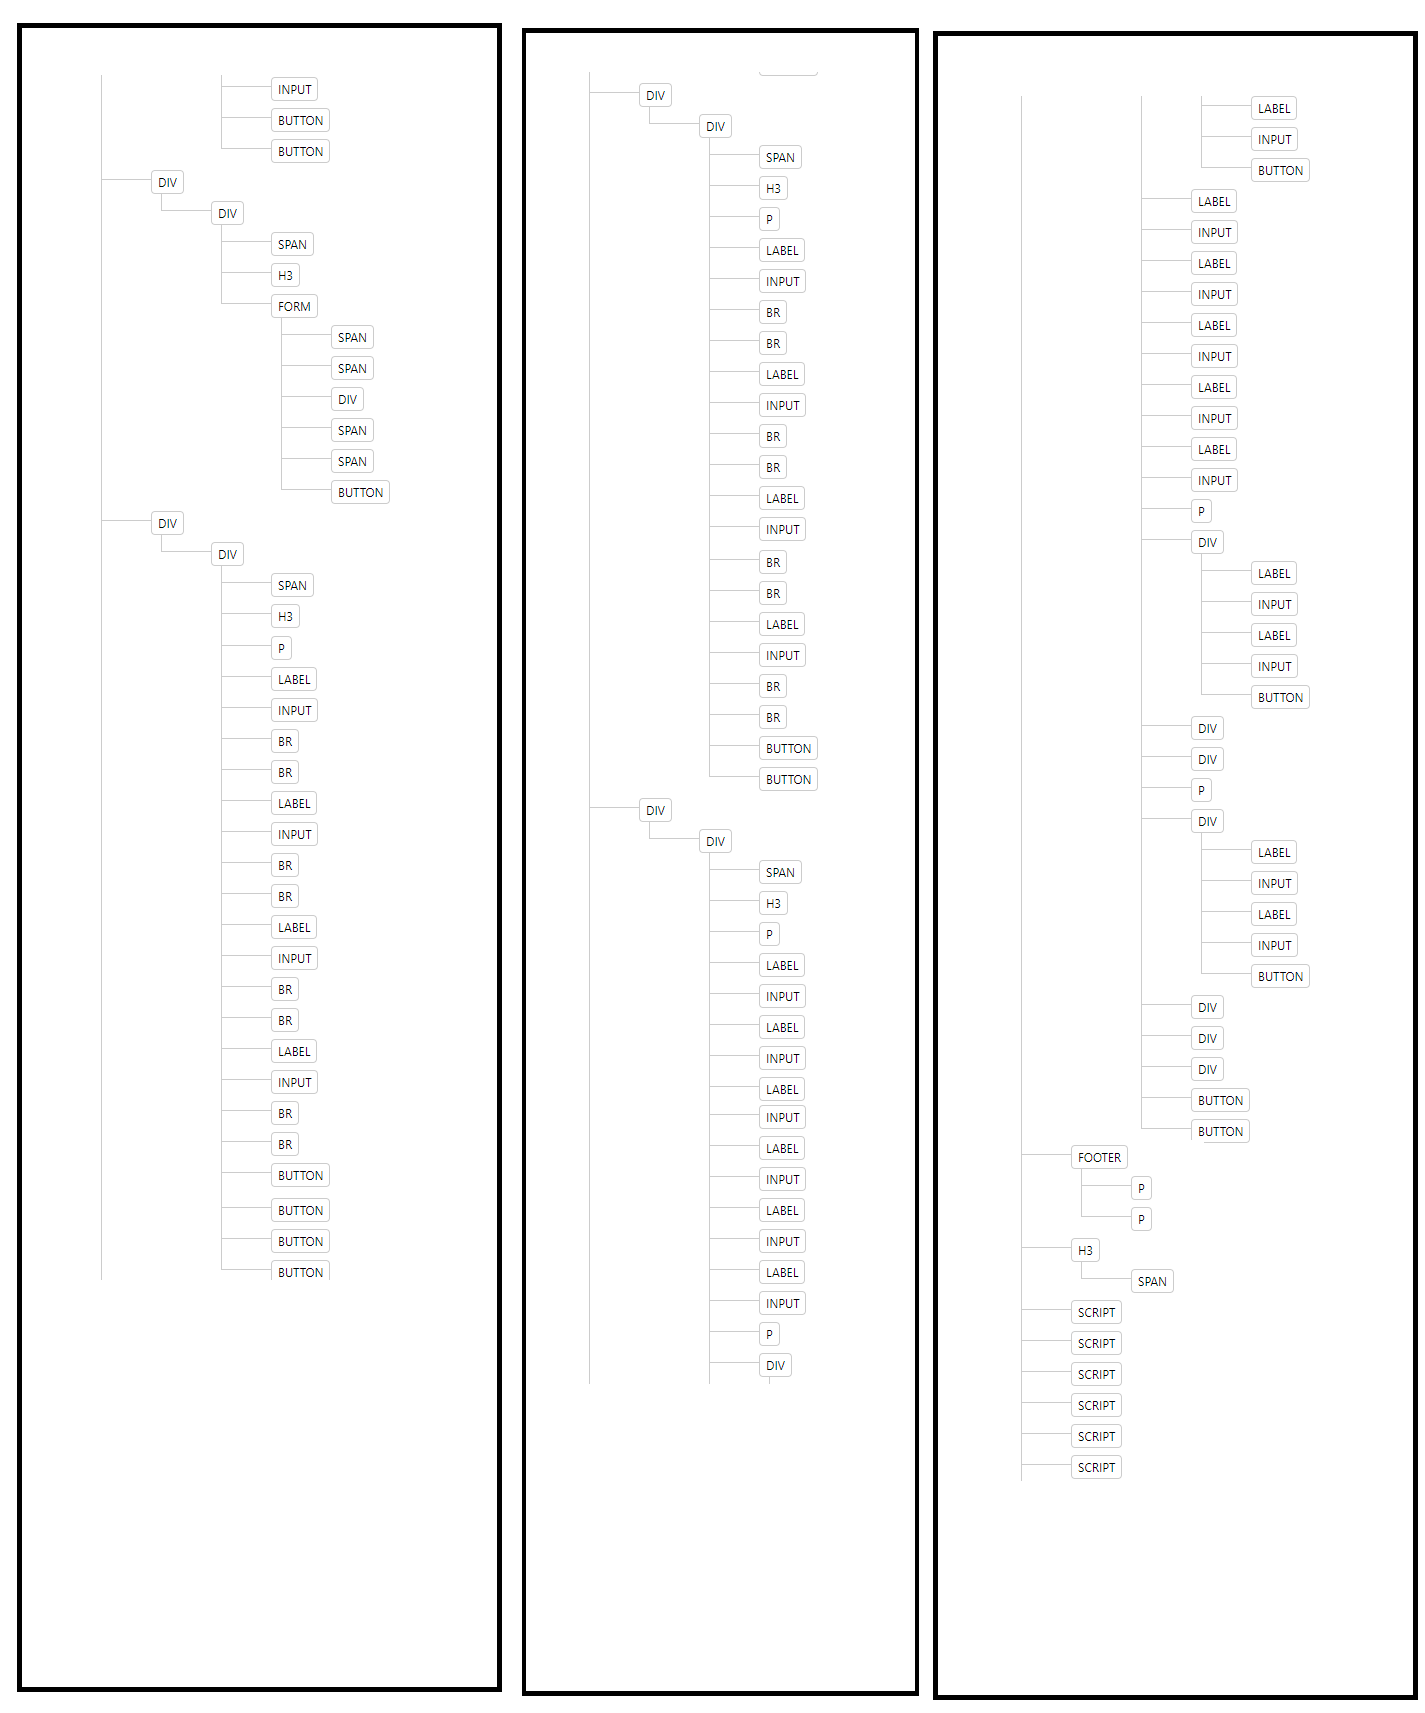 INPUT
BUTTON
BUTTON
DIV
DIV
SPAN
H3
FORM
SPAN
SPAN
DIV
SPAN
SPAN
BUTTON
DIV
DIV
SPAN
H3
P
LABEL
INPUT
BR
BR
LABEL
INPUT
BR
BR
LABEL
INPUT
BR
BR
LABEL
INPUT
BR
BR
BUTTON
BUTTON
BUTTON
BUTTON
DIV
DIV
SPAN
H3
P
LABEL
INPUT
BR
BR
LABEL
INPUT
BR
BR
LABEL
INPUT
BR
BR
LABEL
INPUT
BR
BR
BUTTON
BUTTON
DIV
DIV
SPAN
H3
P
LABEL
INPUT
LABEL
INPUT
LABEL
INPUT
LABEL
INPUT
LABEL
INPUT
LABEL
INPUT
P
DIV
LABEL
INPUT
BUTTON
LABEL
INPUT
LABEL
INPUT
LABEL
INPUT
LABEL
INPUT
LABEL
INPUT
P
DIV
LABEL
INPUT
LABEL
INPUT
BUTTON
DIV
DIV
P
DIV
LABEL
INPUT
LABEL
INPUT
BUTTON
DIV
DIV
DIV
BUTTON
BUTTON
FOOTER
P
P
H3
SPAN
SCRIPT
SCRIPT
SCRIPT
SCRIPT
SCRIPT
SCRIPT